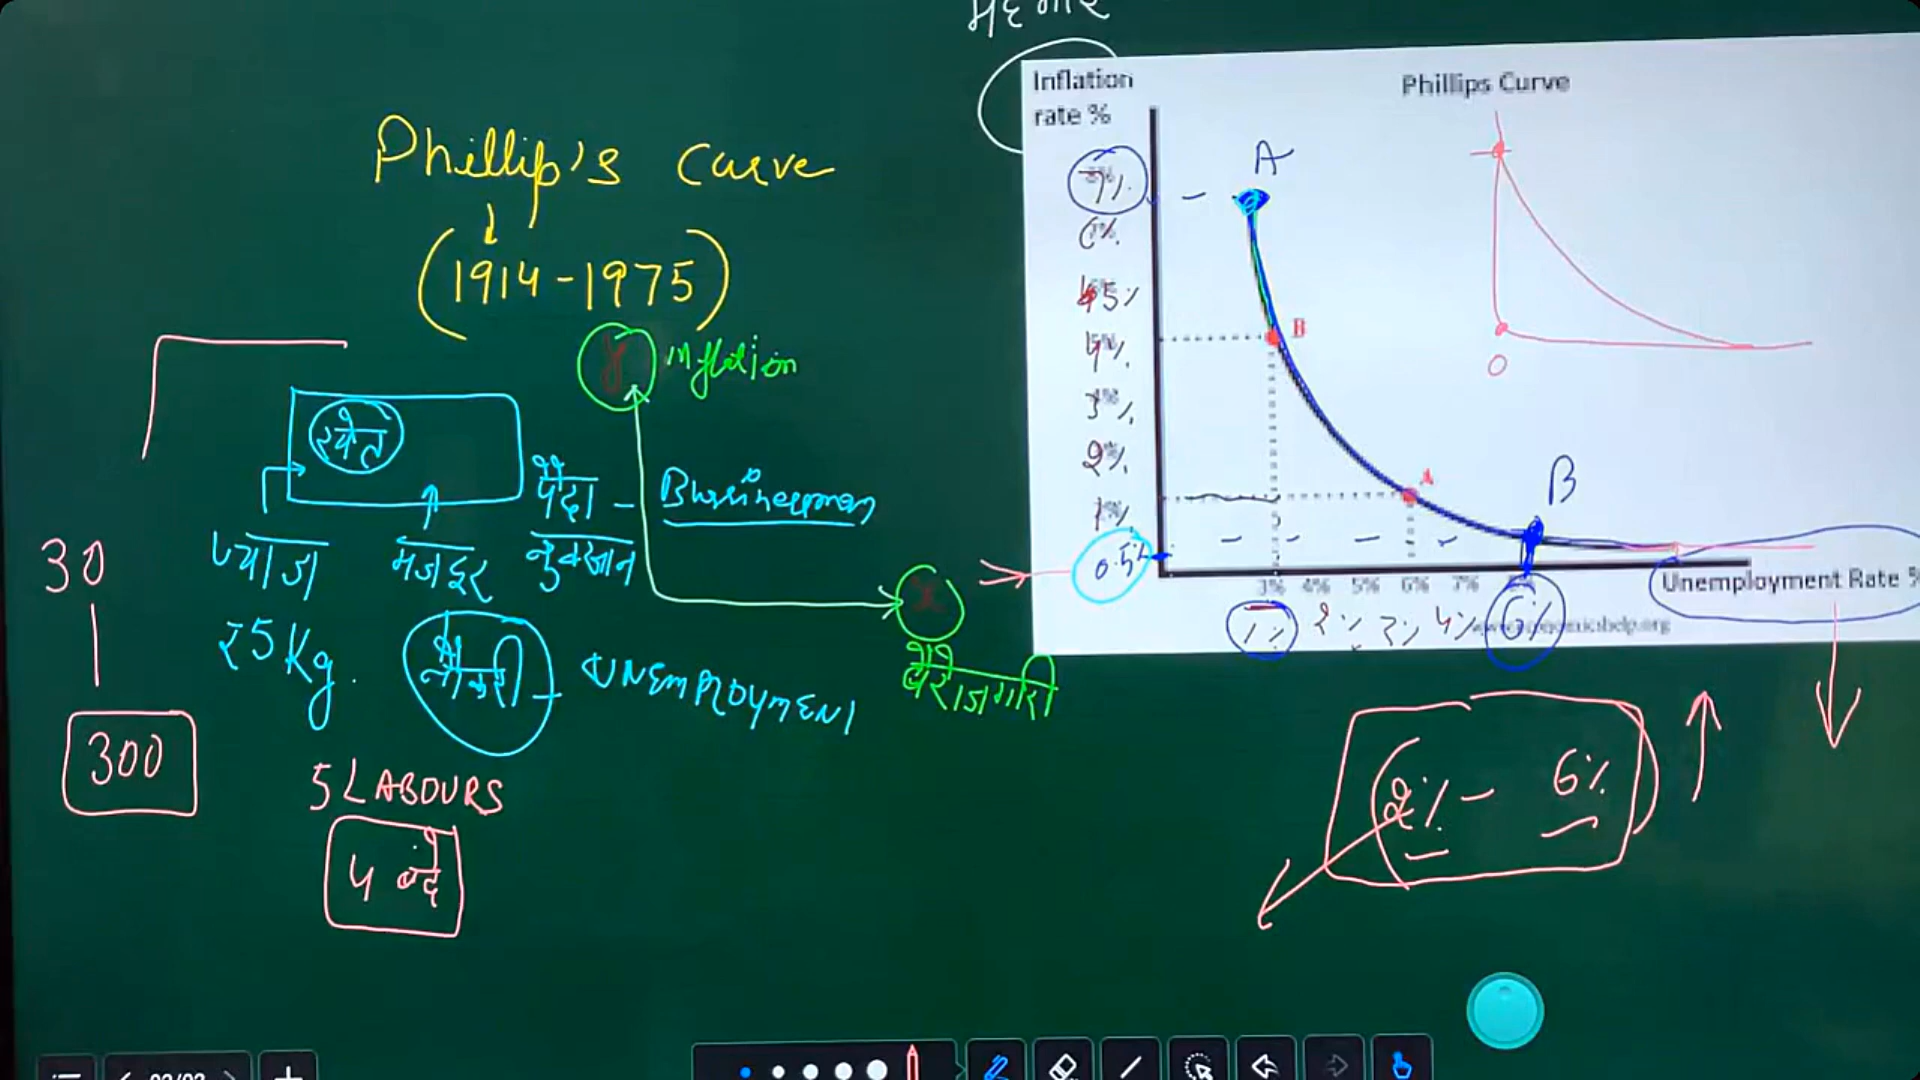 Phillip's Curve
(1914-1975)
y Inflation
खेत
पैदा - Businessman
प्याज मजदूर नुकसान
25 Kg. नौकरी - UNEMPLOYMENT
x
बेरोजगारी
30
300
5 LABOURS
4 बंदे
Inflation
rate %
Phillips Curve
A
7%
6%
5%
B
4%
3%
2%
A
B
1%
0.5%
O
3% 4% 5% 6% 7%
Unemployment Rate %
1% 2% 3% 4% 6%
2% - 6%